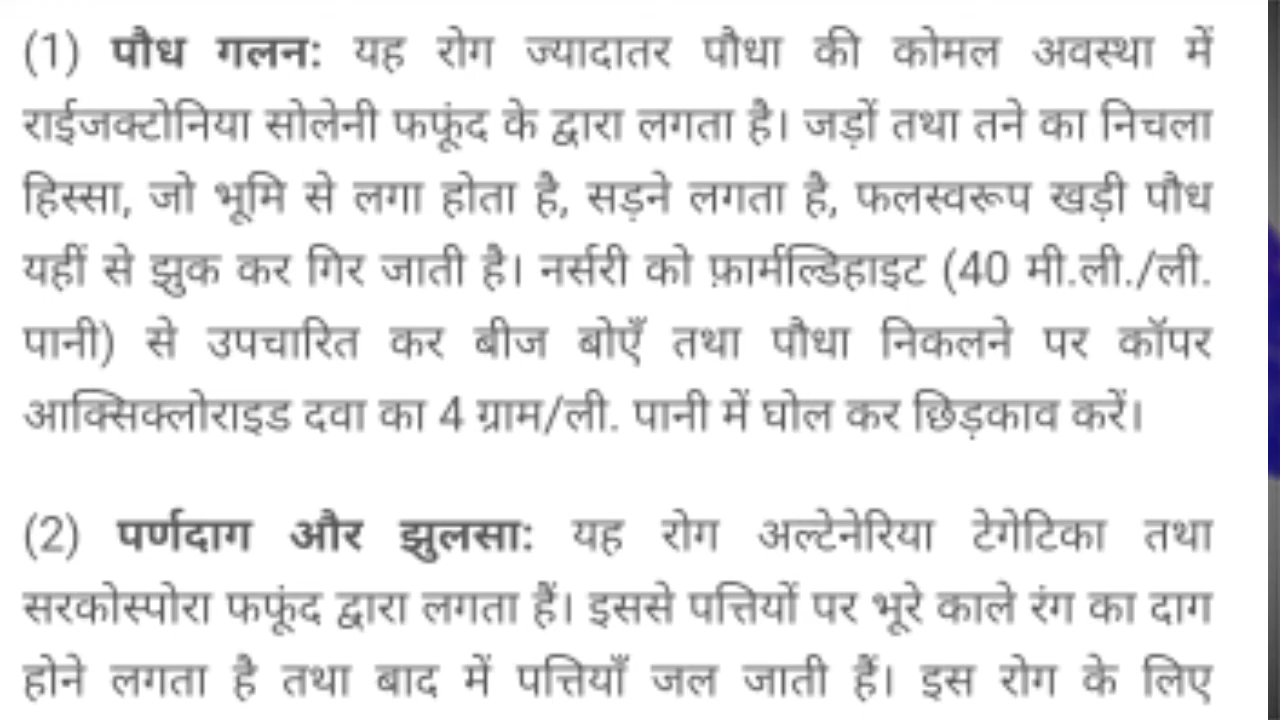 (1) पौध गलन: यह रोग ज्यादातर पौधा की कोमल अवस्था में
राईजक्टोनिया सोलेनी फफूंद के द्वारा लगता है। जड़ों तथा तने का निचला
हिस्सा, जो भूमि से लगा होता है, सड़ने लगता है, फलस्वरूप खड़ी पौध
यहीं से झुक कर गिर जाती है। नर्सरी को फ़ार्मल्डिहाइट (40 मी.ली./ली.
पानी) से उपचारित कर बीज बोएँ तथा पौधा निकलने पर कॉपर
आक्सिक्लोराइड दवा का 4 ग्राम/ली. पानी में घोल कर छिड़काव करें।
(2) पर्णदाग और झुलसा: यह रोग अल्टेनेरिया टेगेटिका तथा
सरकोस्पोरा फफूंद द्वारा लगता हैं। इससे पत्तियों पर भूरे काले रंग का दाग
होने लगता है तथा बाद में पत्तियाँ जल जाती हैं। इस रोग के लिए